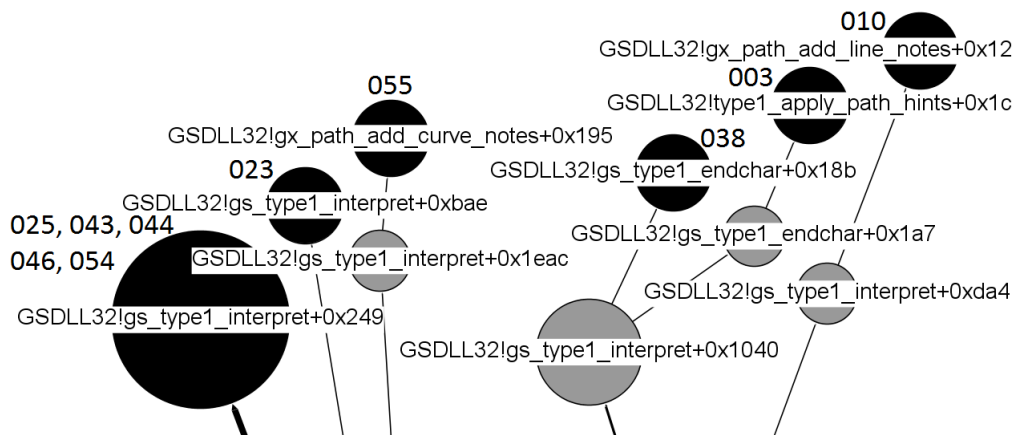 010
GSDLL32!gx_path_add_line_notes+0x12
003
GSDLL32!type1_apply_path_hints+0x1c
055
GSDLL32!gx_path_add_curve_notes+0x195
038
GSDLL32!gs_type1_endchar+0x18b
023
GSDLL32!gs_type1_interpret+0xbae
025, 043, 044
046, 054
GSDLL32!gs_type1_endchar+0x1a7
GSDLL32!gs_type1_interpret+0x1eac
GSDLL32!gs_type1_interpret+0xda4
GSDLL32!gs_type1_interpret+0x249
GSDLL32!gs_type1_interpret+0x1040